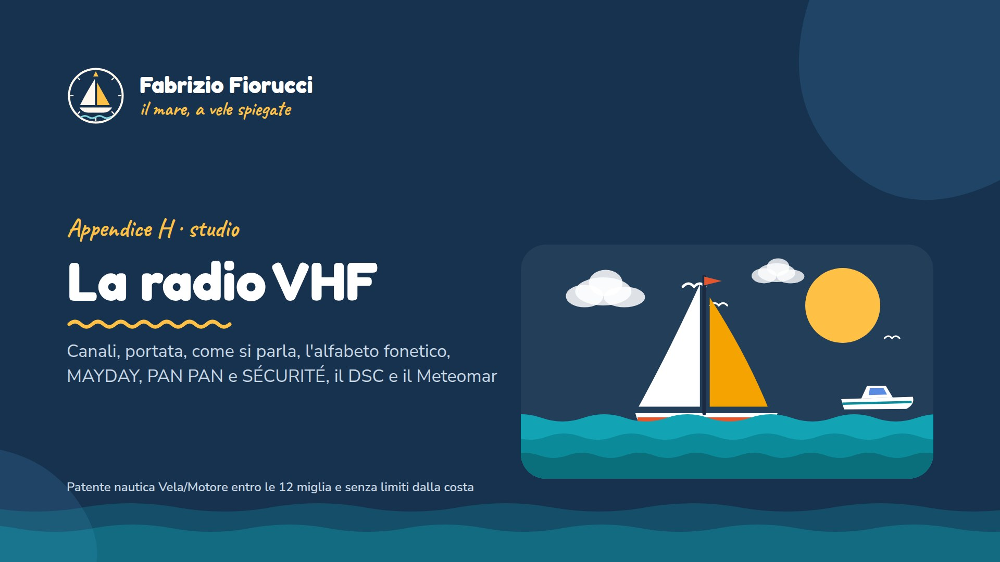 Fabrizio Fiorucci
il mare, a vele spiegate
Appendice H · studio
La radio VHF
Canali, portata, come si parla, l'alfabeto fonetico,
MAYDAY, PAN PAN e SÉCURITÉ, il DSC e il Meteomar
Patente nautica Vela/Motore entro le 12 miglia e senza limiti dalla costa